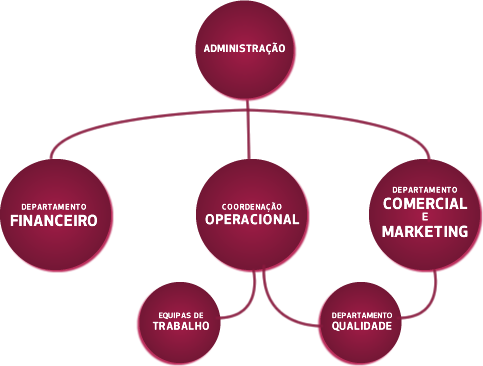 ADMINISTRAÇÃO
DEPARTAMENTO
FINANCEIRO
COORDENAÇÃO
OPERACIONAL
DEPARTAMENTO
COMERCIAL
E
MARKETING
EQUIPAS DE
TRABALHO
DEPARTAMENTO
QUALIDADE